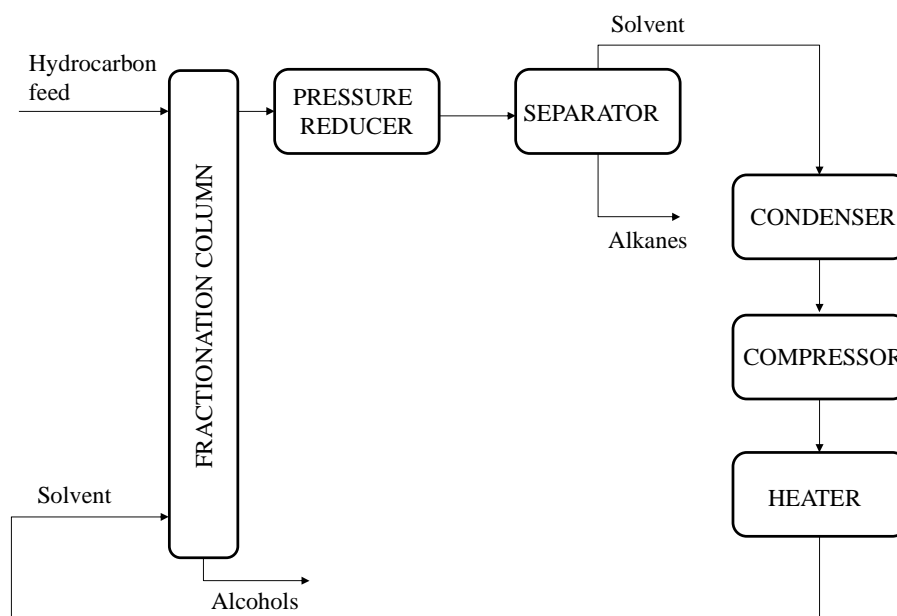 Solvent
Hydrocarbon
feed
PRESSURE
REDUCER
SEPARATOR
FRACTIONATION COLUMN
CONDENSER
Alkanes
COMPRESSOR
Solvent
HEATER
Alcohols